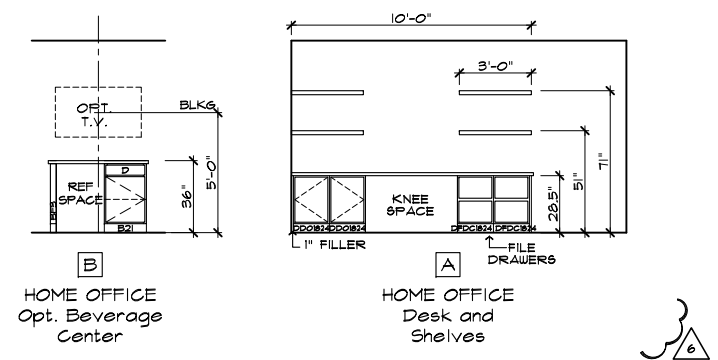 10'-0"
3'-0"
OPT.
T.V.
BLKG
D
REF
SPACE
B21
36"
5'-0"
KNEE
SPACE
DDO1824 DDO1824
DFDC1824 DFDC1824
28.5"
51"
71"
1" FILLER
FILE
DRAWERS
B
HOME OFFICE
Opt. Beverage
Center
A
HOME OFFICE
Desk and
Shelves
6